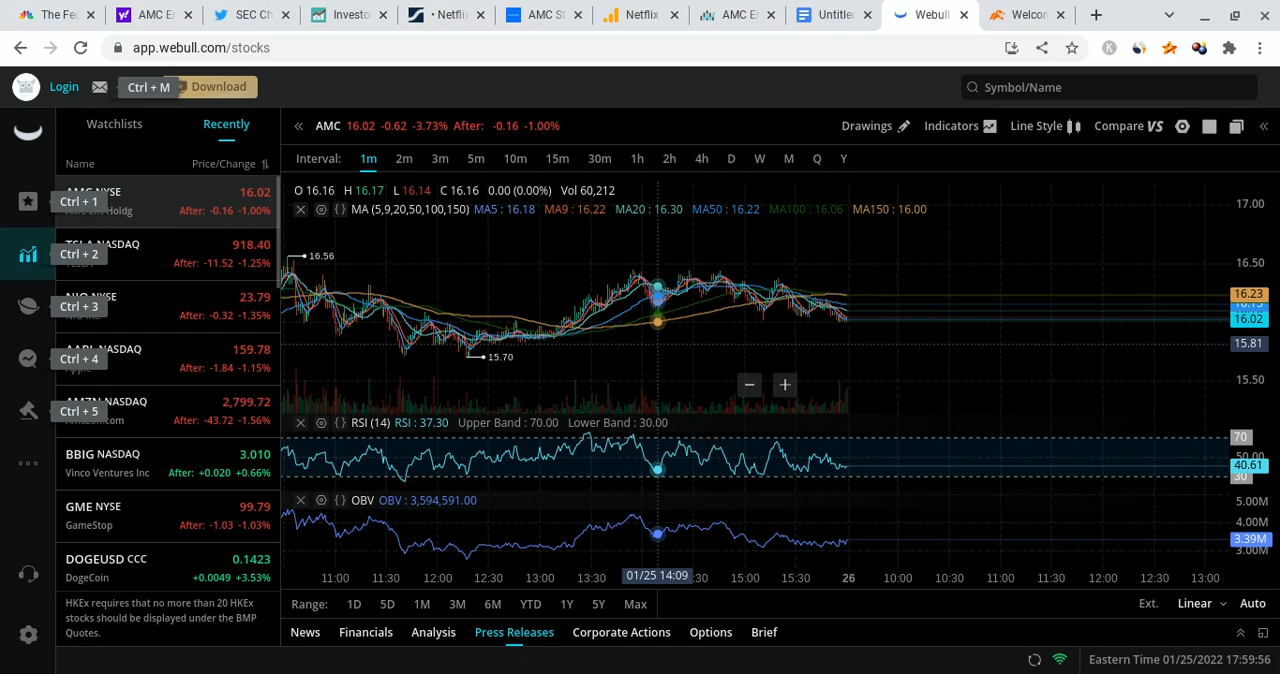 The Fec
AMC En
SEC Ch
Investo
• Netfli
AMC St
Netflix
AMC E
Untitle
Webull
Welcom
app.webull.com/stocks
K
Login
Ctrl + M
Download
Symbol/Name
Watchlists
Recently
Name
Price/Change
AMC NYSE
16.02
After: -0.16 -1.00%
Ctrl + 1
NASDAQ
918.40
After: -11.52 -1.25%
Ctrl + 2
NYSE
23.79
After: -0.32 -1.35%
Ctrl + 3
NASDAQ
159.78
After: -1.84 -1.15%
Ctrl + 4
NASDAQ
2,799.72
After: -43.72 -1.56%
Ctrl + 5
BBIG NASDAQ
3.010
Vinco Ventures Inc
After: +0.020 +0.66%
GME NYSE
99.79
GameStop
After: -1.03 -1.03%
DOGEUSD CCC
0.1423
DogeCoin
+0.0049 +3.53%
HKEx requires that no more than 20 HKEx
stocks should be displayed under the BMP
Quotes.
AMC 16.02 -0.62 -3.73% After: -0.16 -1.00%
Drawings
Indicators
Line Style
Compare VS
Interval: 1m 2m 3m 5m 10m 15m 30m 1h 2h 4h D W M Q Y
O 16.16 H 16.17 L 16.14 C 16.16 0.00 (0.00%) Vol 60,212
MA (5,9,20,50,100,150) MA5 : 16.18 MA9 : 16.22 MA20 : 16.30 MA50 : 16.22 MA100 : 16.06 MA150 : 16.00
17.00
16.56
16.50
16.23
16.02
15.81
15.70
15.50
RSI (14) RSI : 37.30 Upper Band : 70.00 Lower Band : 30.00
70
50.00
40.61
30
OBV OBV : 3,594,591.00
5.00M
4.00M
3.39M
3.00M
11:00 11:30 12:00 12:30 13:00 13:30 01/25 14:09 :30 15:00 15:30 26 10:00 10:30 11:00 11:30 12:00 12:30 13:00
Range: 1D 5D 1M 3M 6M YTD 1Y 5Y Max
Ext. Linear Auto
News Financials Analysis Press Releases Corporate Actions Options Brief
Eastern Time 01/25/2022 17:59:56